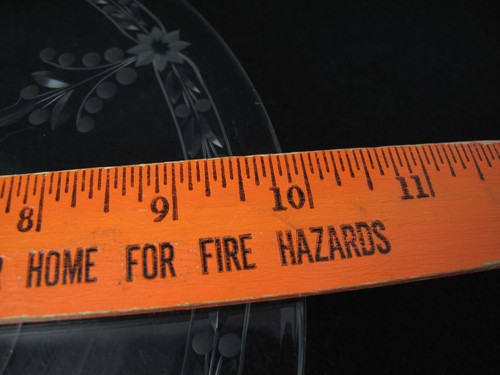 8 9 10 11
HOME FOR FIRE HAZARDS